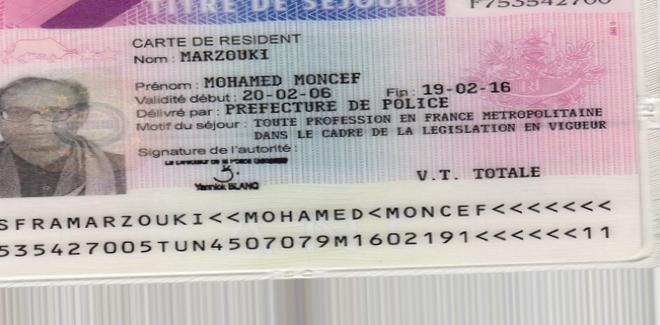 TITRE DE SÉJOUR F753542700
CARTE DE RESIDENT
Nom : MARZOUKI
Prénom : MOHAMED MONCEF
Validité début : 20-02-06 Fin : 19-02-16
Délivré par : PREFECTURE DE POLICE
Motif du séjour : TOUTE PROFESSION EN FRANCE METROPOLITAINE
DANS LE CADRE DE LA LEGISLATION EN VIGUEUR
Signature de l'autorité :
Yannick BLANC
V.T. TOTALE
SFRAMARZOUKI<<MOHAMED<MONCEF<<<<<<<
535427005TUN4507079M1602191<<<<<<11